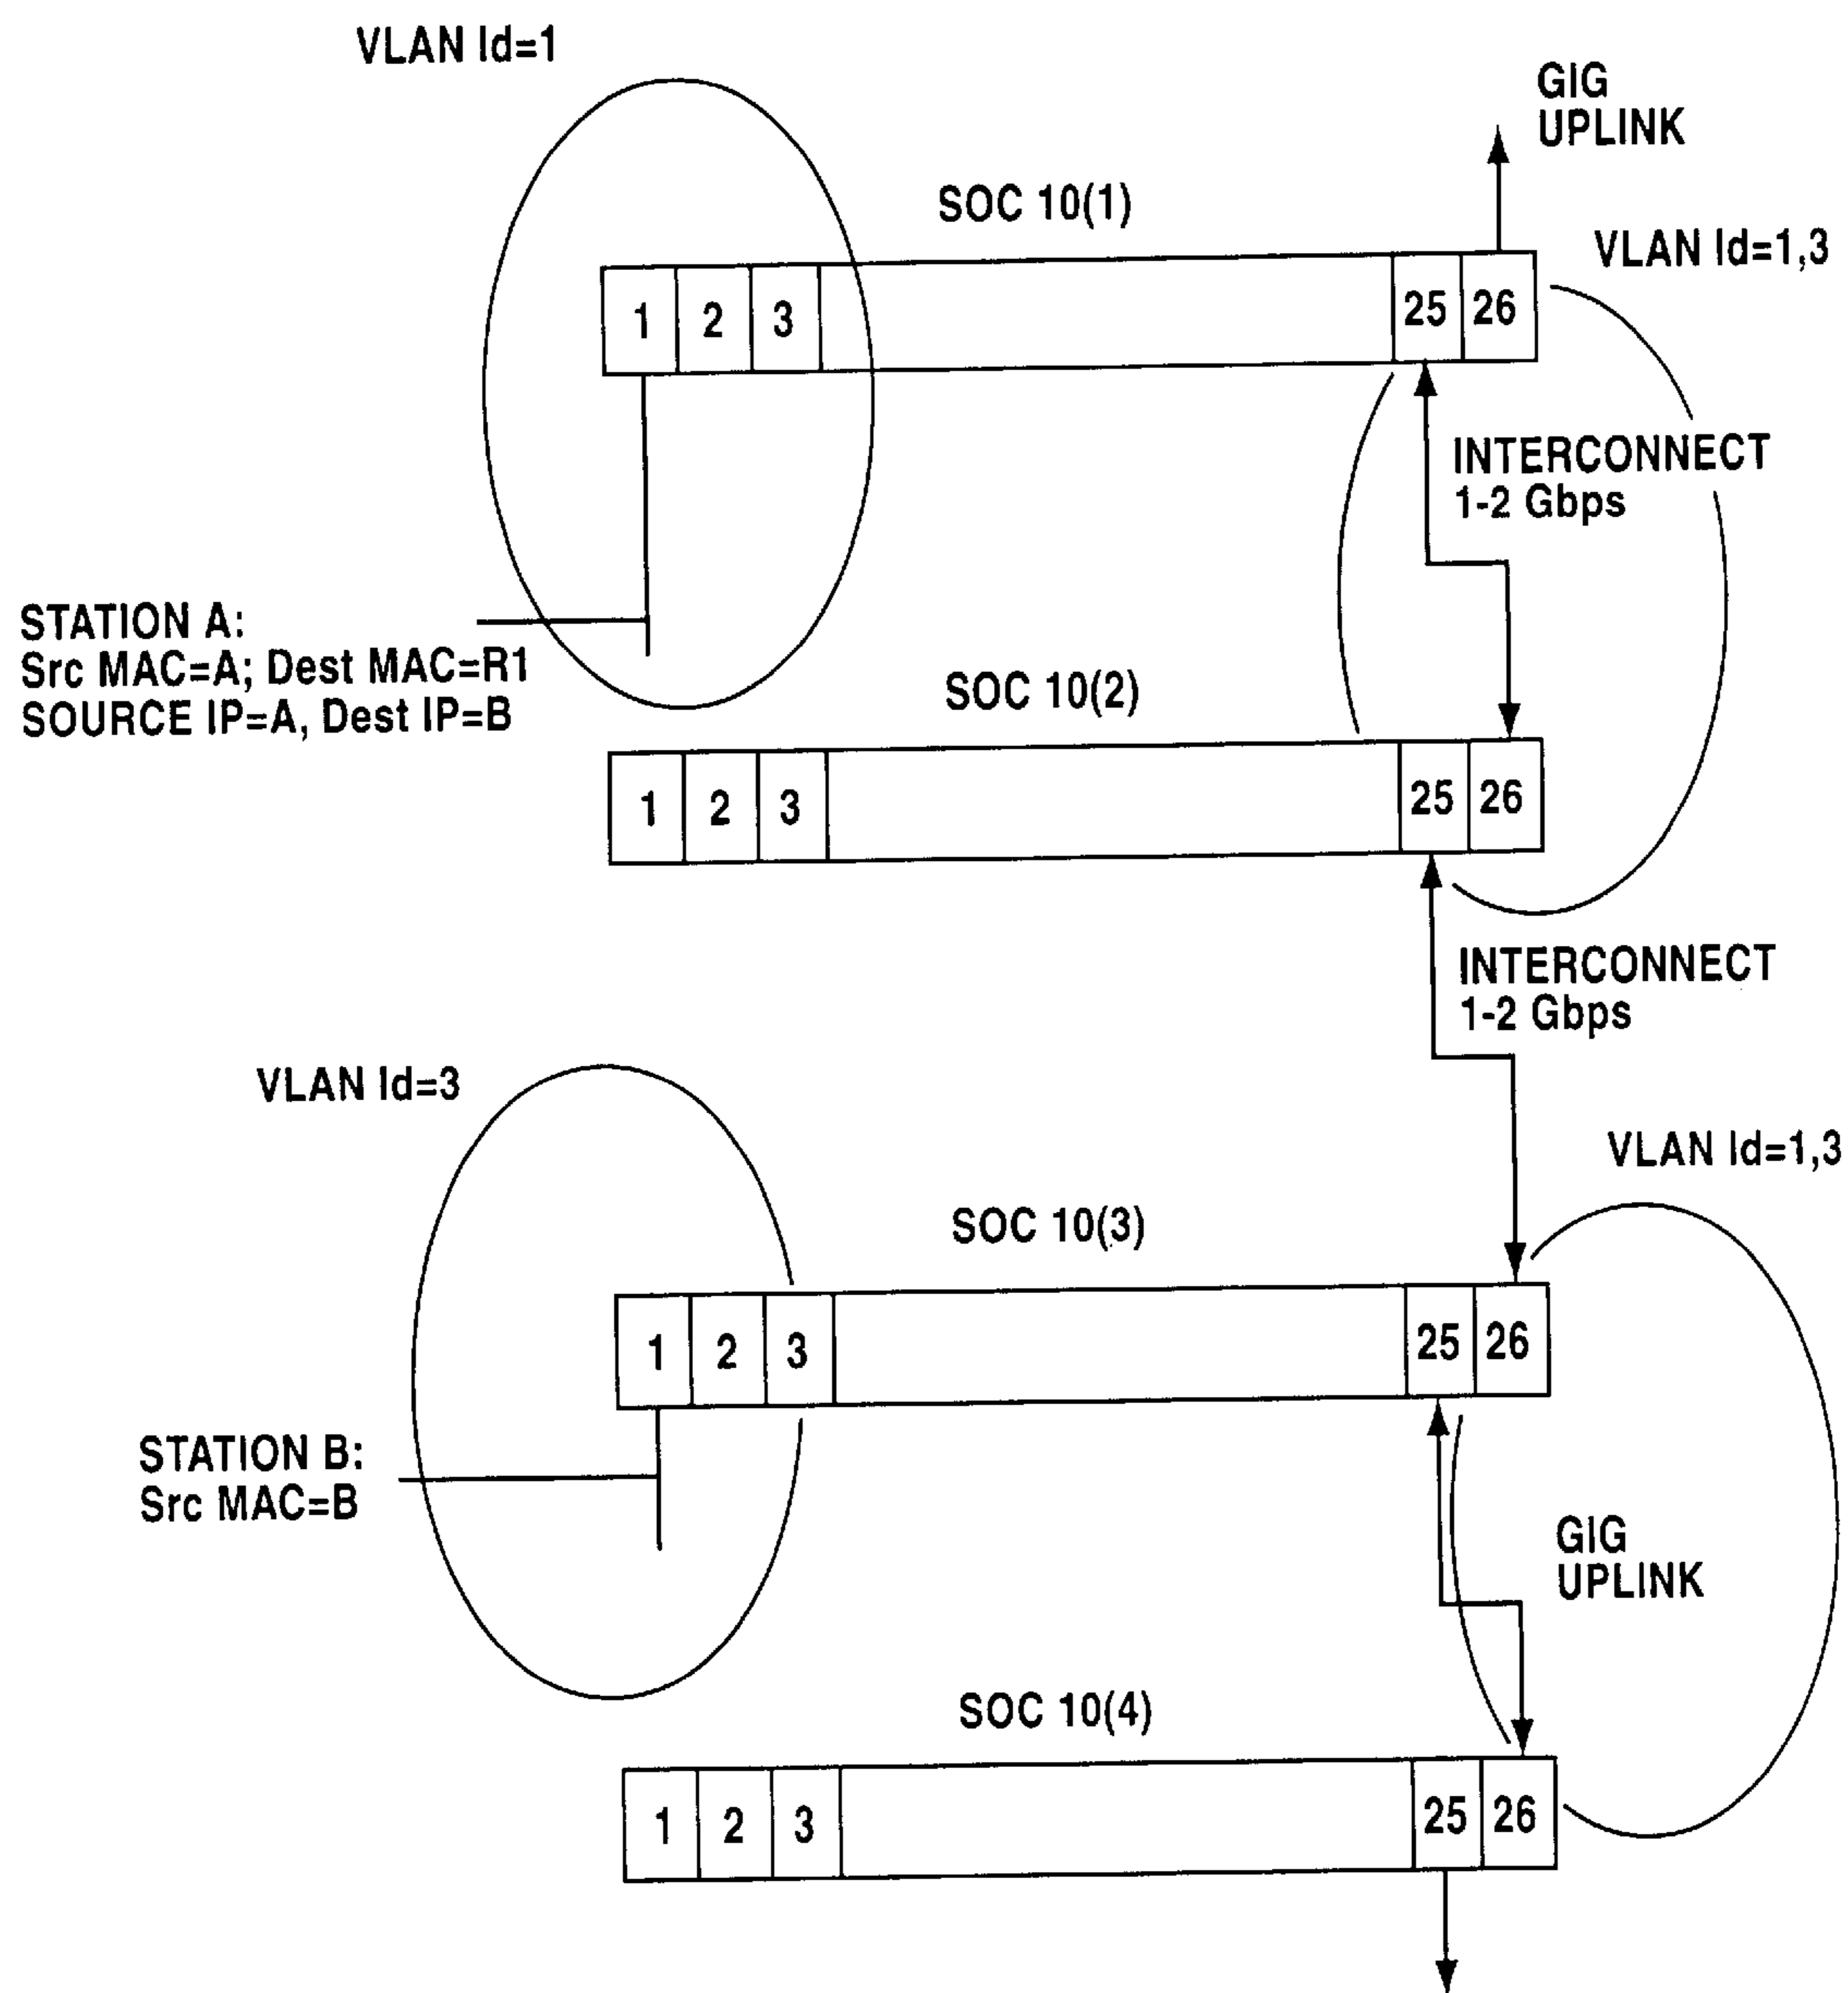 VLAN Id=1
GIG
UPLINK
SOC 10(1)
VLAN Id=1,3
1 2 3 25 26
INTERCONNECT
1-2 Gbps
STATION A:
Src MAC=A; Dest MAC=R1
SOURCE IP=A, Dest IP=B
SOC 10(2)
1 2 3 25 26
INTERCONNECT
1-2 Gbps
VLAN Id=3
VLAN Id=1,3
SOC 10(3)
1 2 3 25 26
STATION B:
Src MAC=B
GIG
UPLINK
SOC 10(4)
1 2 3 25 26